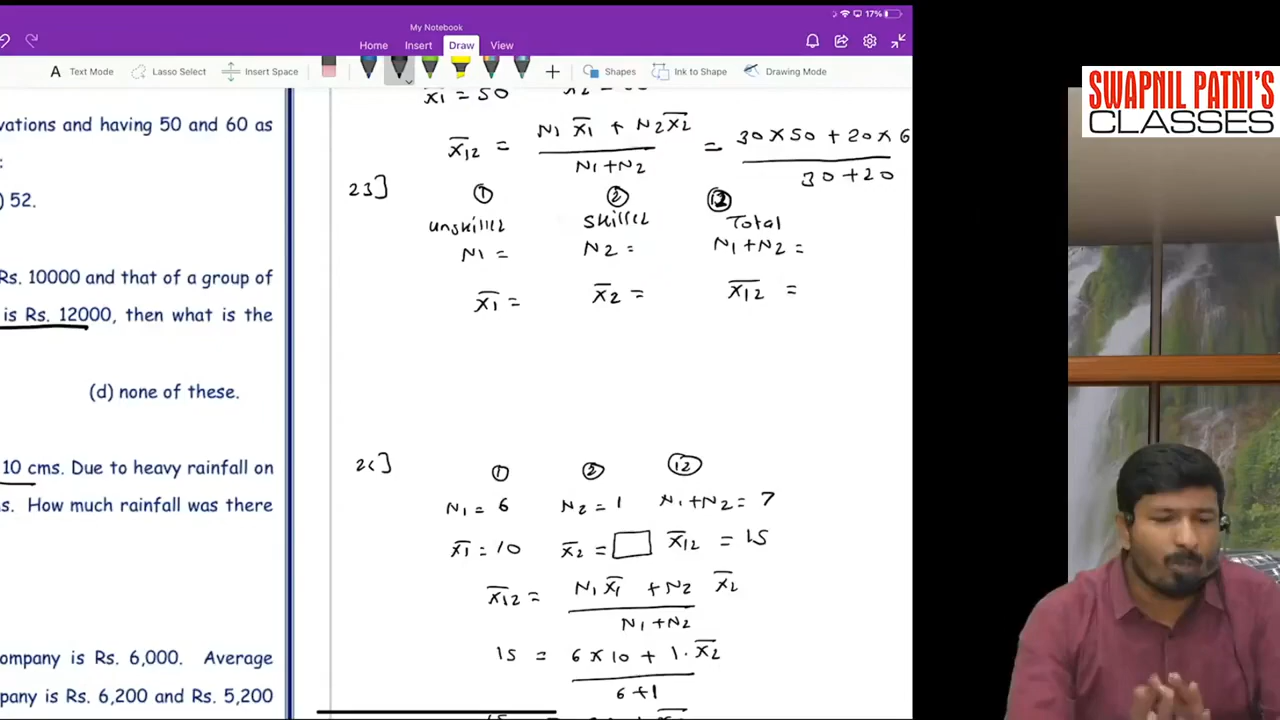 17%
My Notebook
Home Insert Draw View
Text Mode Lasso Select Insert Space Shapes Ink to Shape Drawing Mode
SWAPNIL PATNI'S
CLASSES
vations and having 50 and 60 as
) 52.
Rs. 10000 and that of a group of
is Rs. 12000, then what is the
(d) none of these.
10 cms. Due to heavy rainfall on
s. How much rainfall was there
ompany is Rs. 6,000. Average
pany is Rs. 6,200 and Rs. 5,200
x̄1 = 50
x̄12 = N1 x̄1 + N2 x̄2 / N1+N2 = 30×50 + 20×6 / 30+20
23] ① ② ⑫
Unskilled Skilled Total
N1 = N2 = N1+N2 =
x̄1 = x̄2 = x̄12 =
① ② ⑫
N1 = 6 N2 = 1 N1+N2 = 7
x̄1 = 10 x̄2 = x̄12 = 15
x̄12 = N1 x̄1 + N2 x̄2 / N1+N2
15 = 6×10 + 1·x̄2 / 6+1